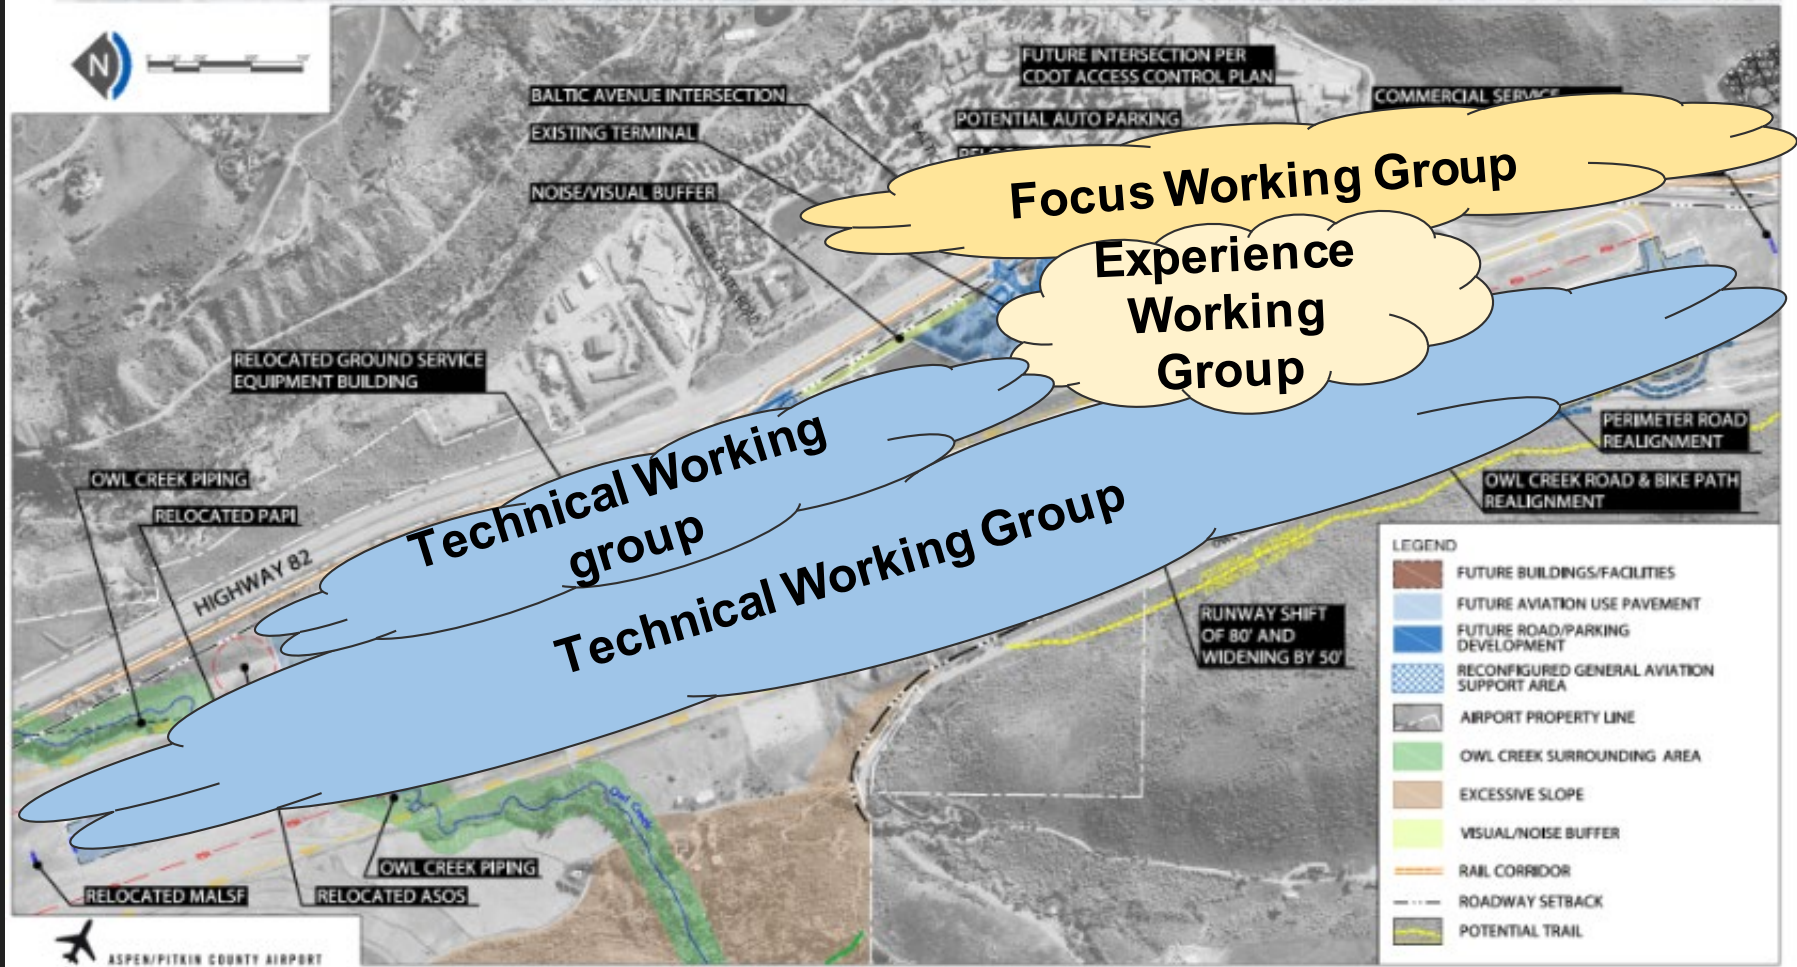 N
FUTURE INTERSECTION PER
CDOT ACCESS CONTROL PLAN
BALTIC AVENUE INTERSECTION
COMMERCIAL SERVICE
POTENTIAL AUTO PARKING
EXISTING TERMINAL
NOISE/VISUAL BUFFER
Focus Working Group
Experience
Working
Group
RELOCATED GROUND SERVICE
EQUIPMENT BUILDING
Technical Working
group
Technical Working Group
PERIMETER ROAD
REALIGNMENT
OWL CREEK ROAD & BIKE PATH
REALIGNMENT
OWL CREEK PIPING
RELOCATED PAPI
HIGHWAY 82
RUNWAY SHIFT
OF 80' AND
WIDENING BY 50'
Owl Creek
OWL CREEK PIPING
RELOCATED MALSF
RELOCATED ASOS
ASPEN/PITKIN COUNTY AIRPORT
LEGEND
FUTURE BUILDINGS/FACILITIES
FUTURE AVIATION USE PAVEMENT
FUTURE ROAD/PARKING
DEVELOPMENT
RECONFIGURED GENERAL AVIATION
SUPPORT AREA
AIRPORT PROPERTY LINE
OWL CREEK SURROUNDING AREA
EXCESSIVE SLOPE
VISUAL/NOISE BUFFER
RAIL CORRIDOR
ROADWAY SETBACK
POTENTIAL TRAIL